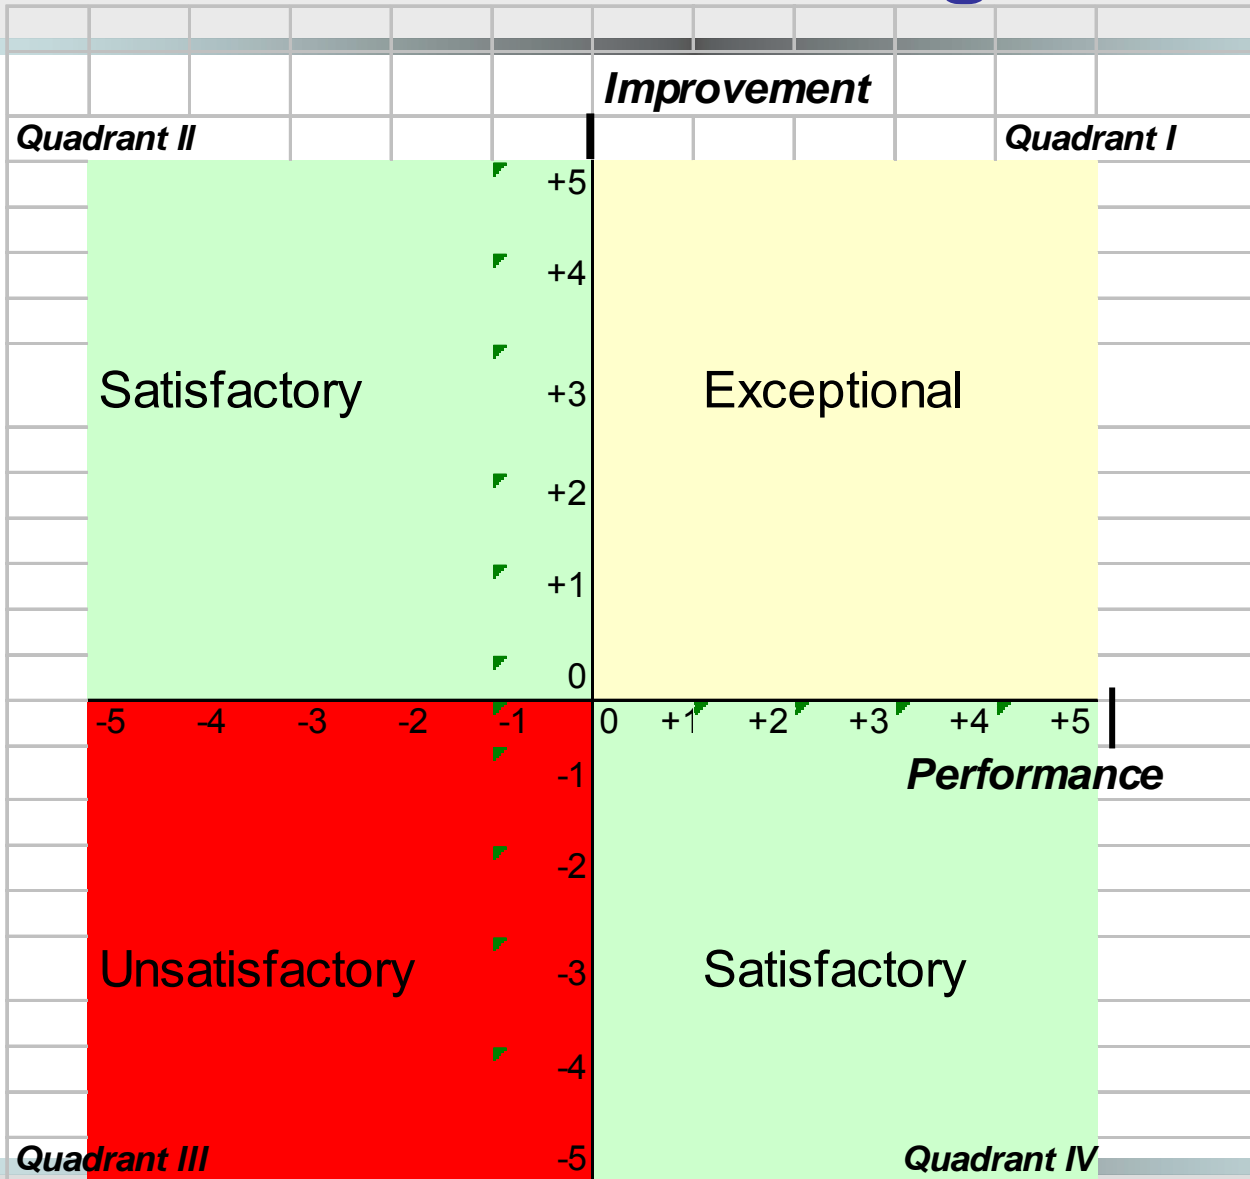 Improvement
Quadrant II
Quadrant I
+5
+4
Satisfactory
+3
Exceptional
+2
+1
0
-5 -4 -3 -2 -1 0 +1 +2 +3 +4 +5
-1
Performance
-2
Unsatisfactory
-3
Satisfactory
-4
Quadrant III
-5
Quadrant IV